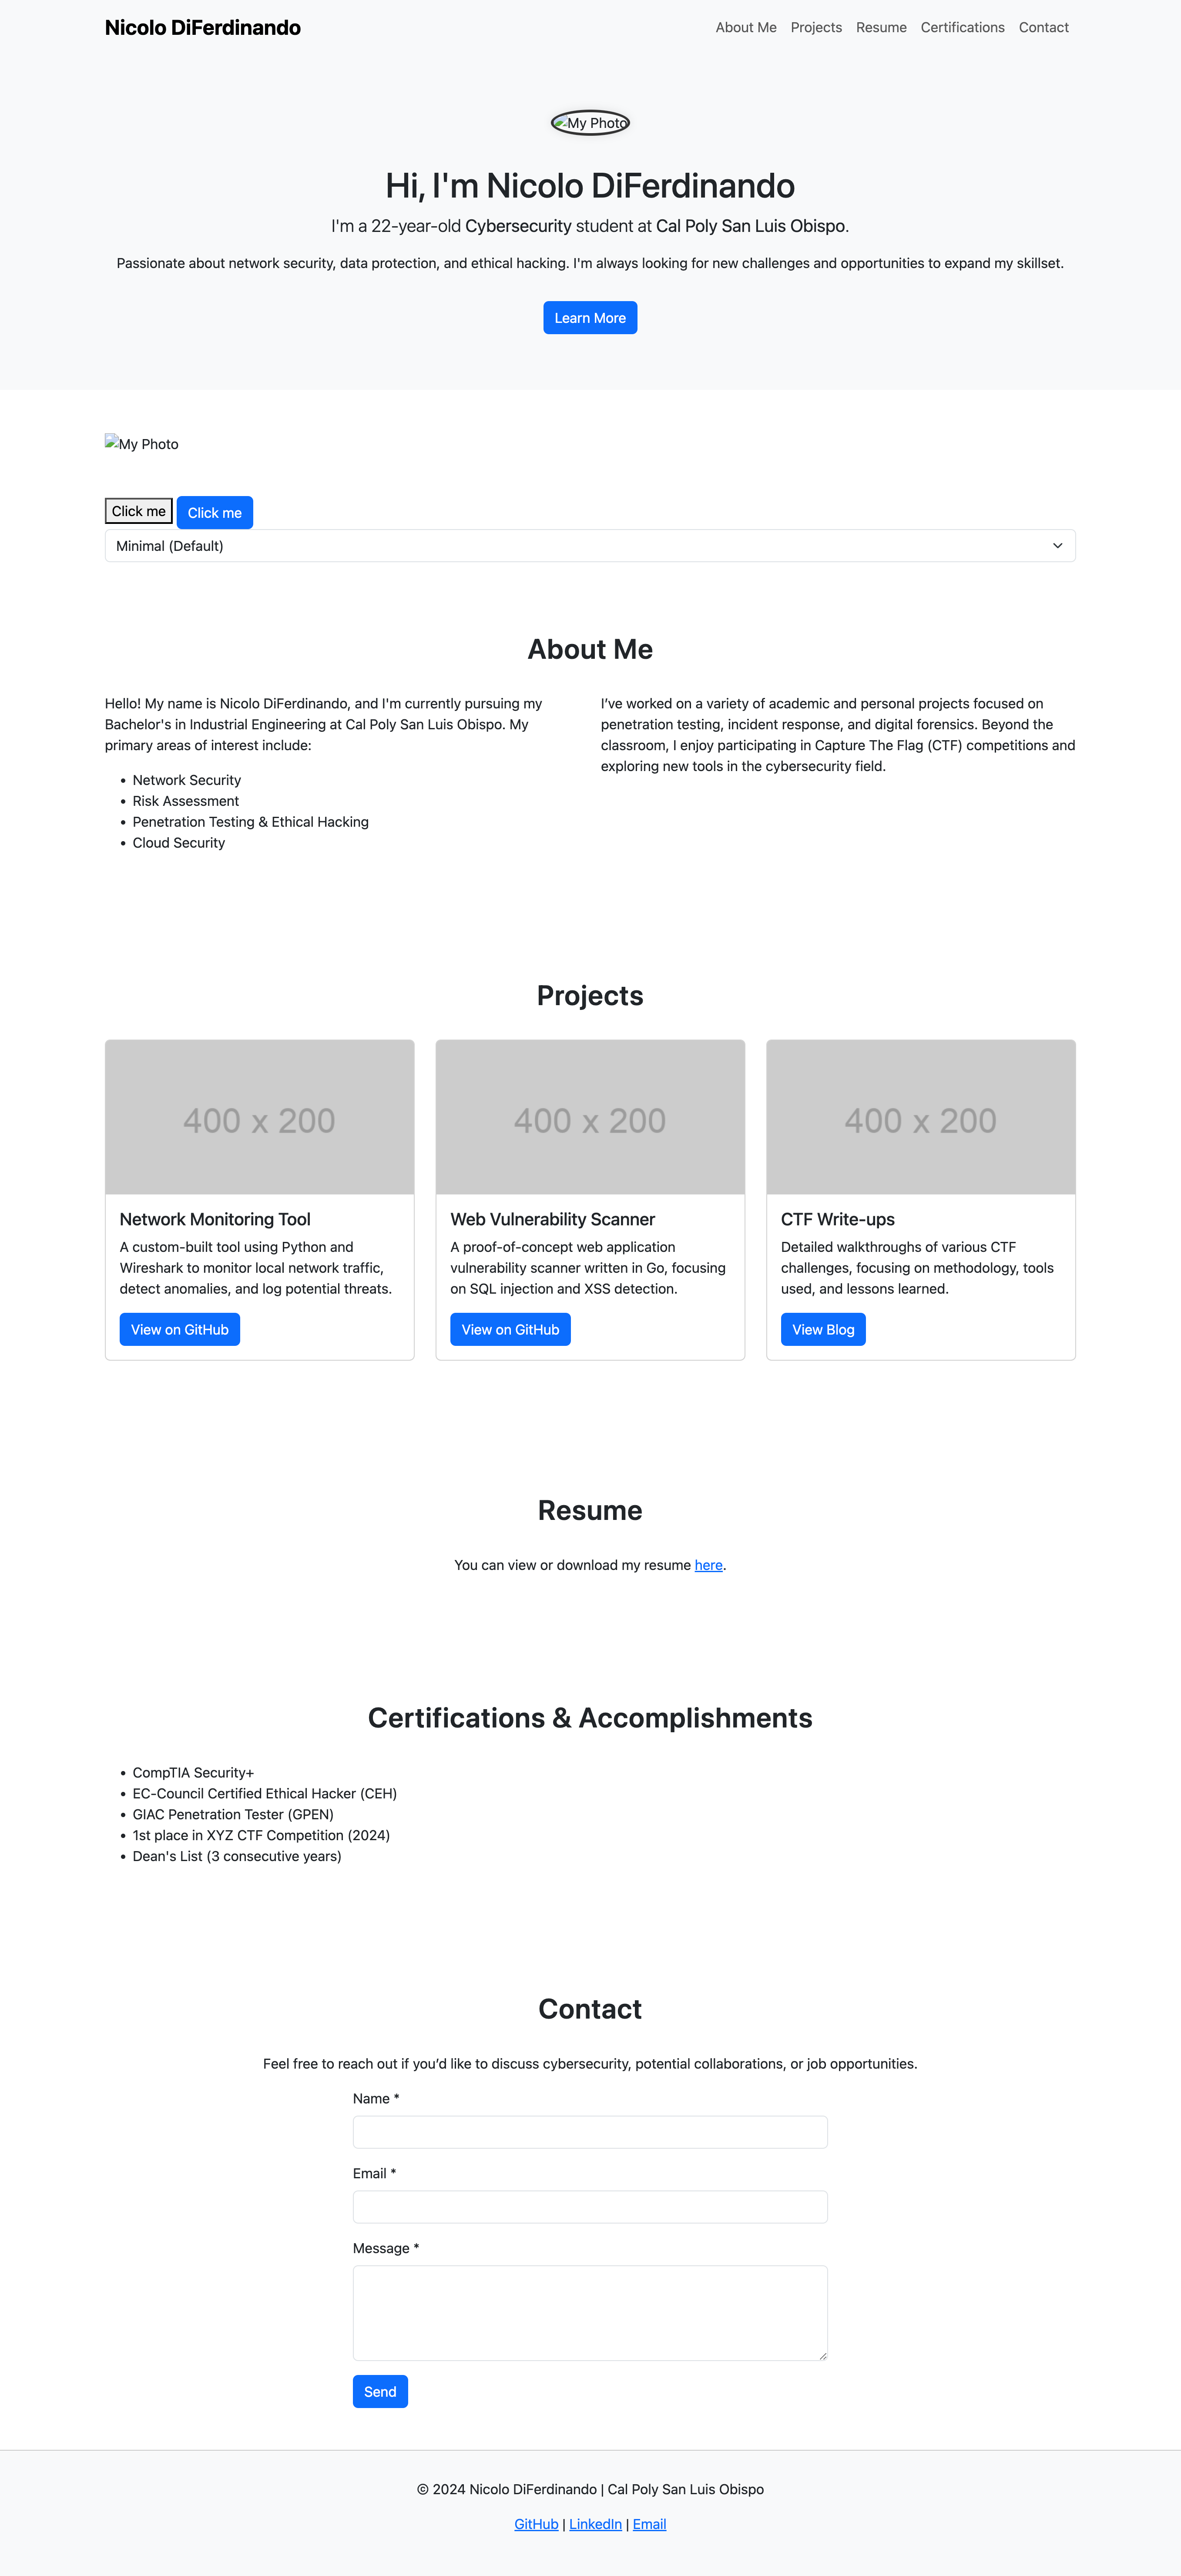 Nicolo DiFerdinando
About Me Projects Resume Certifications Contact
My Photo
Hi, I'm Nicolo DiFerdinando
I'm a 22-year-old Cybersecurity student at Cal Poly San Luis Obispo.
Passionate about network security, data protection, and ethical hacking. I'm always looking for new challenges and opportunities to expand my skillset.
Learn More
My Photo
Click me Click me
Minimal (Default)
About Me
Hello! My name is Nicolo DiFerdinando, and I'm currently pursuing my
Bachelor's in Industrial Engineering at Cal Poly San Luis Obispo. My
primary areas of interest include:
• Network Security
• Risk Assessment
• Penetration Testing & Ethical Hacking
• Cloud Security
I’ve worked on a variety of academic and personal projects focused on
penetration testing, incident response, and digital forensics. Beyond the
classroom, I enjoy participating in Capture The Flag (CTF) competitions and
exploring new tools in the cybersecurity field.
Projects
400 x 200
Network Monitoring Tool
A custom-built tool using Python and
Wireshark to monitor local network traffic,
detect anomalies, and log potential threats.
View on GitHub
400 x 200
Web Vulnerability Scanner
A proof-of-concept web application
vulnerability scanner written in Go, focusing
on SQL injection and XSS detection.
View on GitHub
400 x 200
CTF Write-ups
Detailed walkthroughs of various CTF
challenges, focusing on methodology, tools
used, and lessons learned.
View Blog
Resume
You can view or download my resume here.
Certifications & Accomplishments
• CompTIA Security+
• EC-Council Certified Ethical Hacker (CEH)
• GIAC Penetration Tester (GPEN)
• 1st place in XYZ CTF Competition (2024)
• Dean's List (3 consecutive years)
Contact
Feel free to reach out if you’d like to discuss cybersecurity, potential collaborations, or job opportunities.
Name *
Email *
Message *
Send
© 2024 Nicolo DiFerdinando | Cal Poly San Luis Obispo
GitHub | LinkedIn | Email